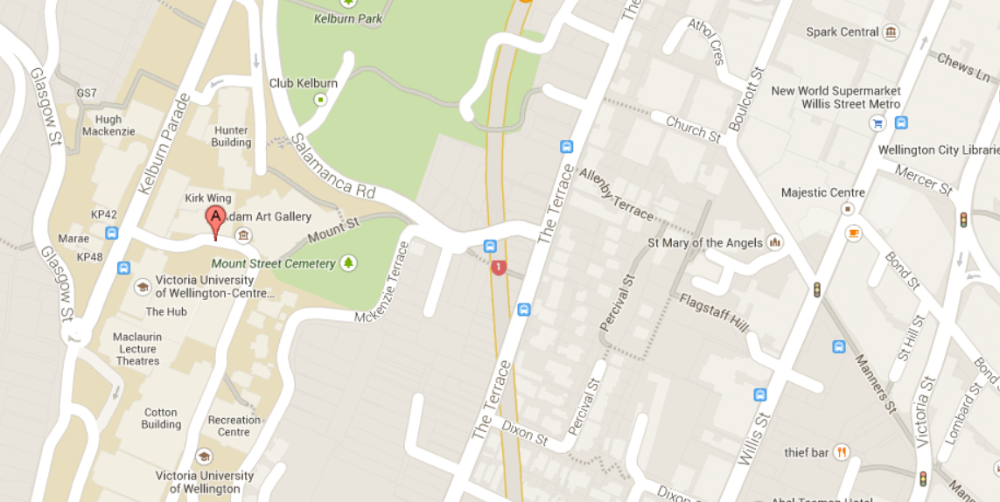 Kelburn Park
The
Athol Cres
Spark Central
Chews Ln
Glasgow St
GS7
Club Kelburn
Boulcott St
New World Supermarket
Willis Street Metro
Hugh
Mackenzie
Kelburn Parade
Hunter
Building
Church St
Salamanca Rd
Wellington City Librarie
Allenby Terrace
Mercer St
Kirk Wing
The Terrace
Majestic Centre
KP42
A
Adam Art Gallery
Mount St
Marae
KP48
St Mary of the Angels
Glasgow St
Mount Street Cemetery
1
Bond St
Victoria University
of Wellington-Centre...
Mckenzie Terrace
Percival St
The Hub
Flagstaff Hill
St Hill St
Maclaurin
Lecture
Theatres
Manners St
Bond
The Terrace
Percival St
Victoria St
Lombard St
Cotton
Building
Recreation
Centre
Dixon St
Willis St
thief bar
Victoria University
of Wellington
Dixon
Abel Tasman Hotel